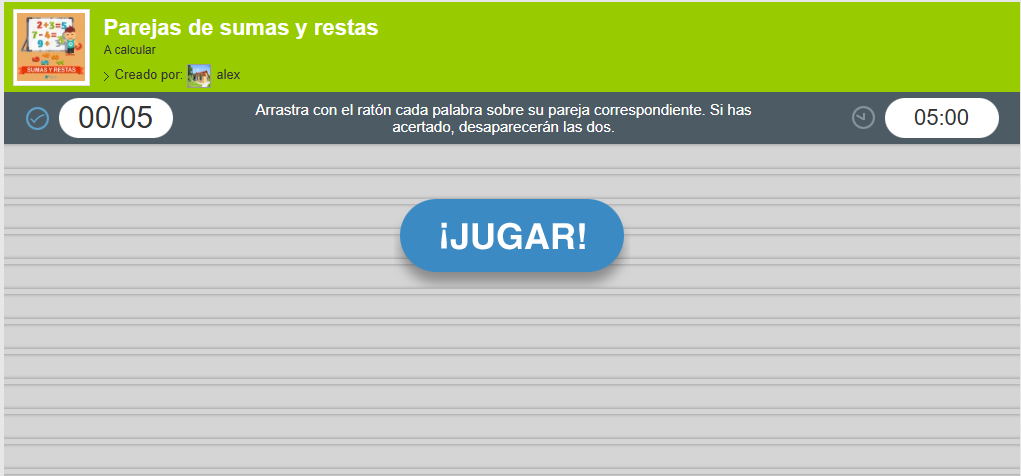 2+3=5
7-4=
9+3
SUMAS Y RESTAS
Parejas de sumas y restas
A calcular
Creado por: alex
00/05
Arrastra con el ratón cada palabra sobre su pareja correspondiente. Si has
acertado, desaparecerán las dos.
05:00
¡JUGAR!